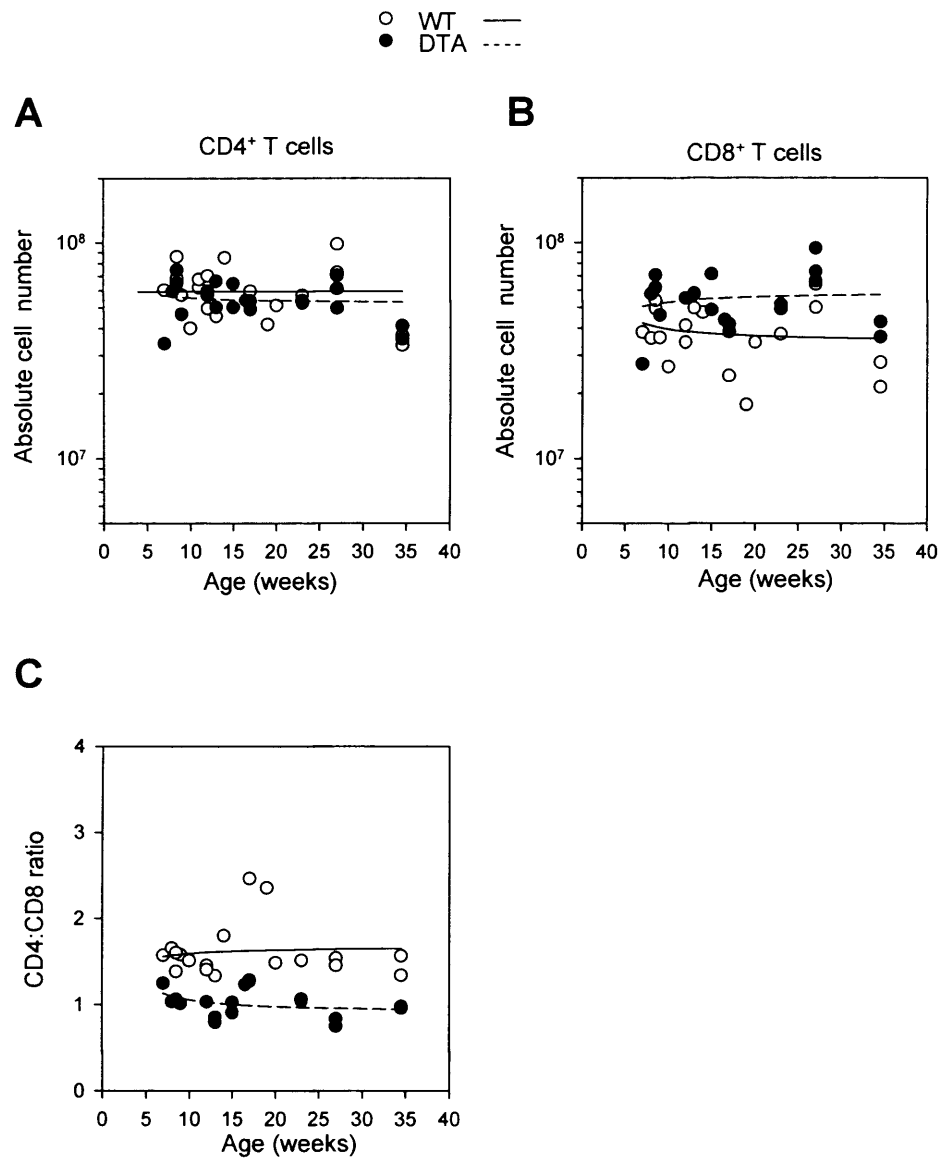 WT
DTA
A
CD4⁺ T cells
Absolute cell number
10⁸
10⁷
0 5 10 15 20 25 30 35 40
Age (weeks)
B
CD8⁺ T cells
Absolute cell number
10⁸
10⁷
0 5 10 15 20 25 30 35 40
Age (weeks)
C
CD4:CD8 ratio
4
3
2
1
0
0 5 10 15 20 25 30 35 40
Age (weeks)